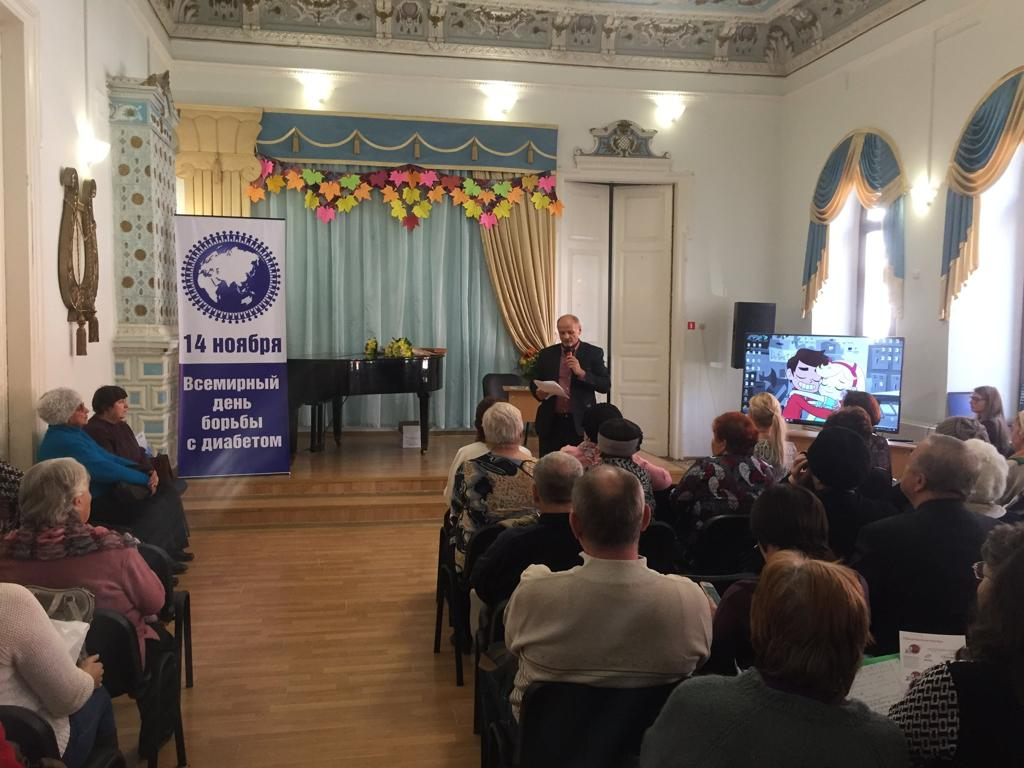 14 ноября
Всемирный
день
борьбы
с диабетом